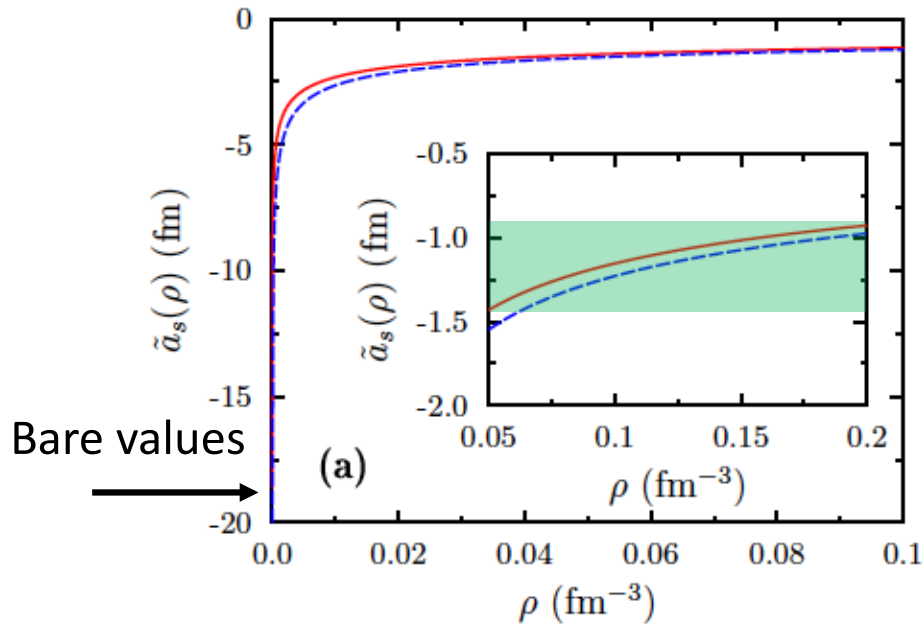 0
-5
-10
-15
-20
ãₛ(ρ) (fm)
Bare values
(a)
-0.5
-1.0
-1.5
-2.0
ãₛ(ρ) (fm)
0.05 0.1 0.15 0.2
ρ (fm⁻³)
0.0 0.02 0.04 0.06 0.08 0.1
ρ (fm⁻³)